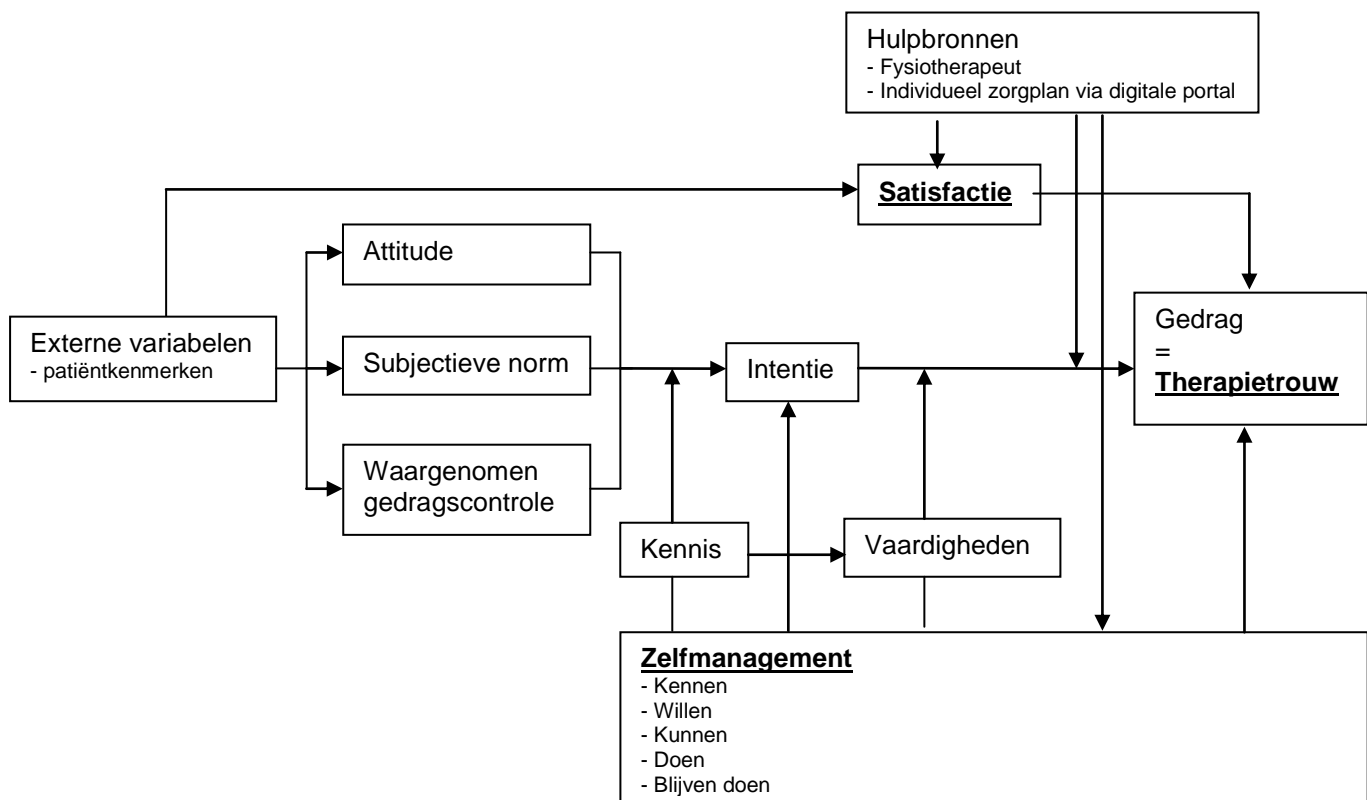 Hulpbronnen
- Fysiotherapeut
- Individueel zorgplan via digitale portal
Satisfactie
Attitude
Externe variabelen
- patiëntkenmerken
Subjectieve norm
Intentie
Gedrag
=
Therapietrouw
Waargenomen
gedragscontrole
Kennis
Vaardigheden
Zelfmanagement
- Kennen
- Willen
- Kunnen
- Doen
- Blijven doen